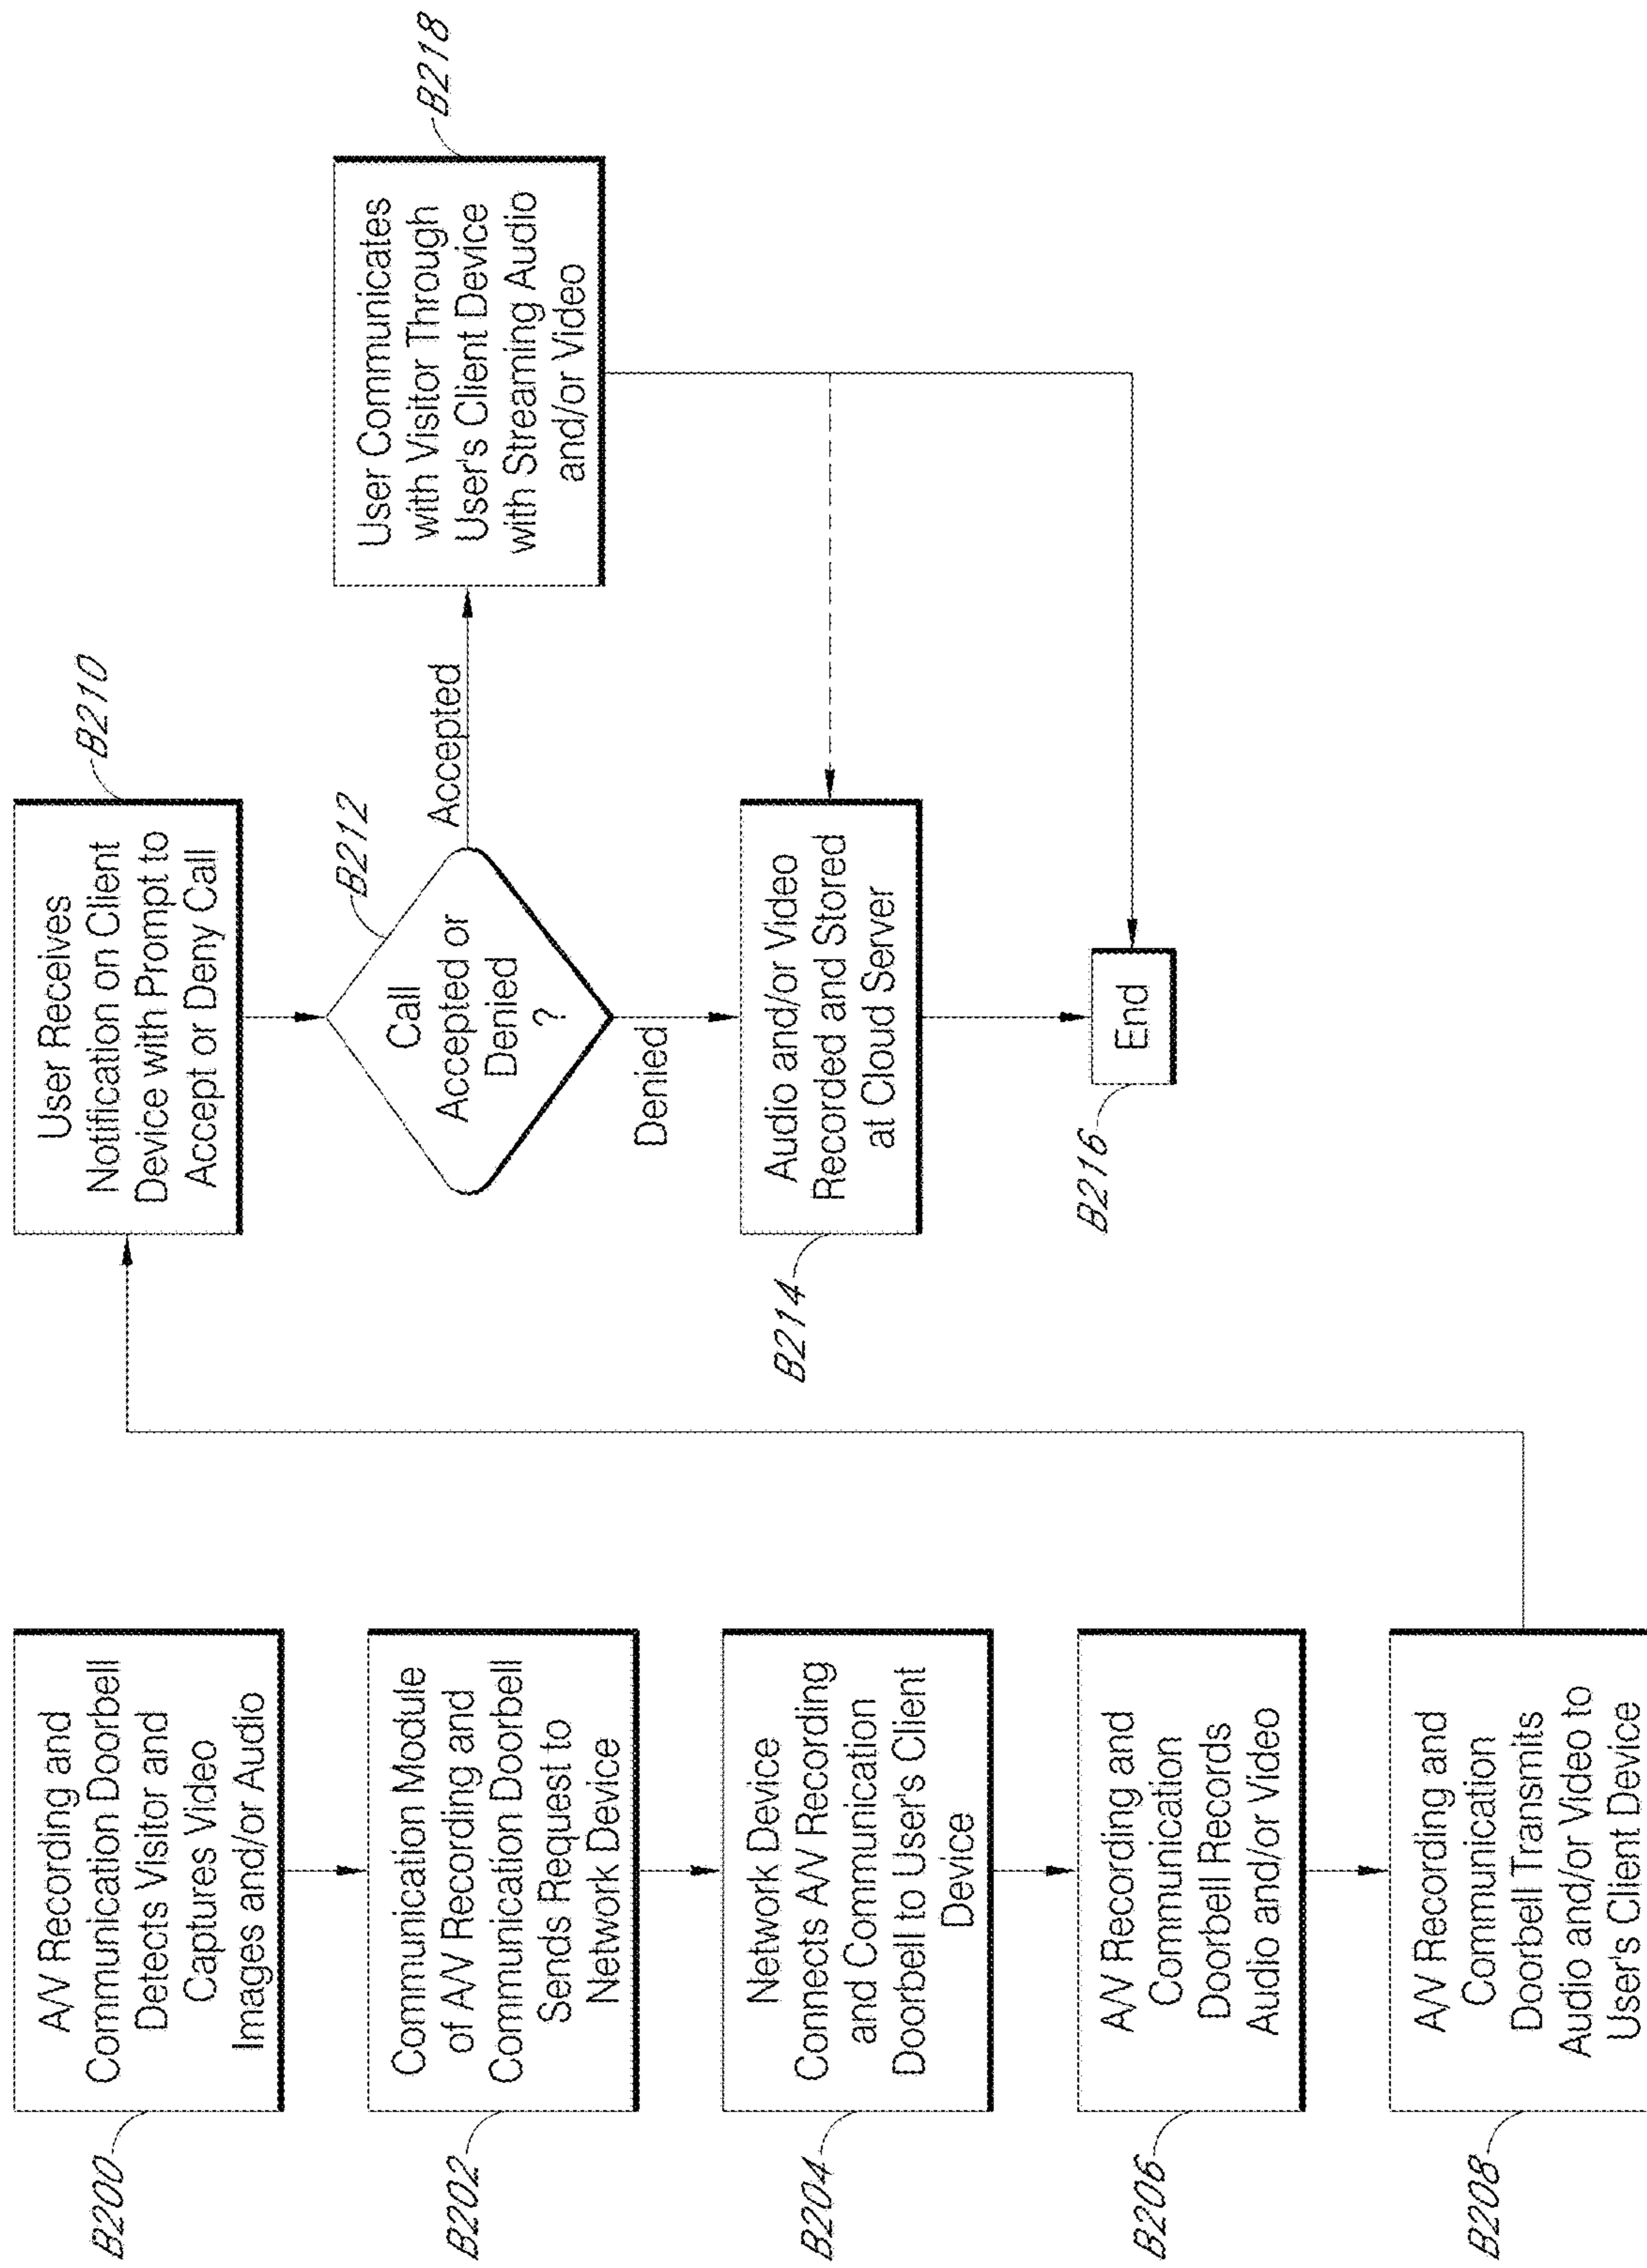 B200
A/V Recording and
Communication Doorbell
Detects Visitor and
Captures Video
Images and/or Audio
B202
Communication Module
of A/V Recording and
Communication Doorbell
Sends Request to
Network Device
B204
Network Device
Connects A/V Recording
and Communication
Doorbell to User's Client
Device
B206
A/V Recording and
Communication
Doorbell Records
Audio and/or Video
B208
A/V Recording and
Communication
Doorbell Transmits
Audio and/or Video to
User's Client Device
B210
User Receives
Notification on Client
Device with Prompt to
Accept or Deny Call
B212
Call
Accepted or
Denied
?
Accepted
Denied
B218
User Communicates
with Visitor Through
User's Client Device
with Streaming Audio
and/or Video
B214
Audio and/or Video
Recorded and Stored
at Cloud Server
B216
End